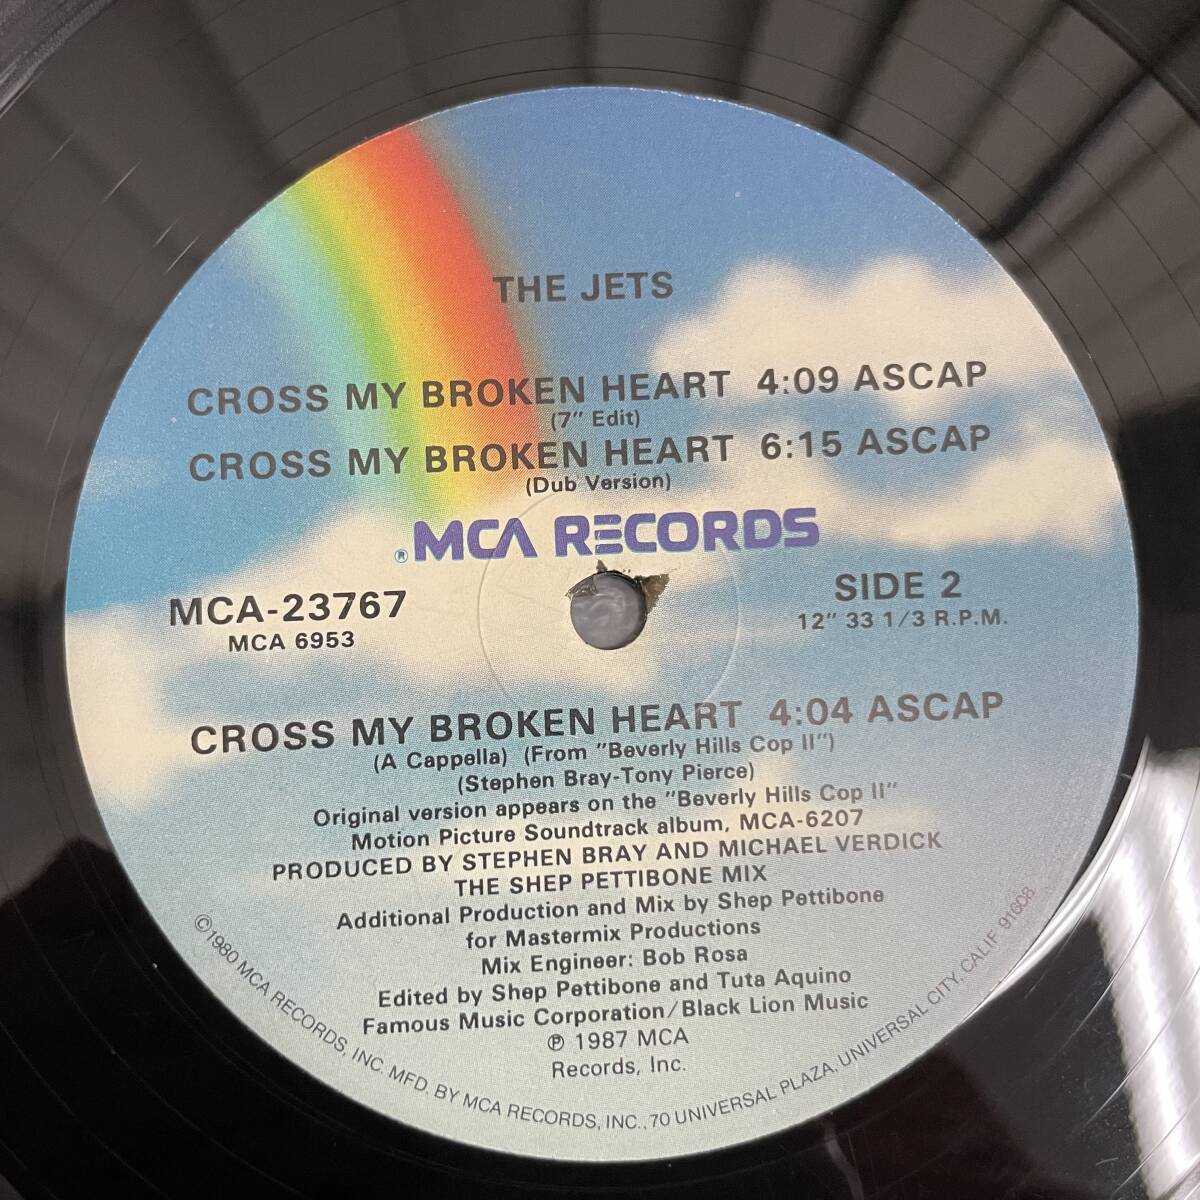 THE JETS
CROSS MY BROKEN HEART 4:09 ASCAP
(7" Edit)
CROSS MY BROKEN HEART 6:15 ASCAP
(Dub Version)
® MCA RECORDS
MCA-23767
MCA 6953
SIDE 2
12" 33 1/3 R.P.M.
CROSS MY BROKEN HEART 4:04 ASCAP
(A Cappella) (From "Beverly Hills Cop II")
(Stephen Bray-Tony Pierce)
Original version appears on the "Beverly Hills Cop II"
Motion Picture Soundtrack album, MCA-6207
PRODUCED BY STEPHEN BRAY AND MICHAEL VERDICK
THE SHEP PETTIBONE MIX
Additional Production and Mix by Shep Pettibone
for Mastermix Productions
Mix Engineer: Bob Rosa
Edited by Shep Pettibone and Tuta Aquino
Famous Music Corporation/Black Lion Music
℗ 1987 MCA
Records, Inc.
©1980 MCA RECORDS, INC. MFD. BY MCA RECORDS, INC., 70 UNIVERSAL PLAZA, UNIVERSAL CITY, CALIF. 91608